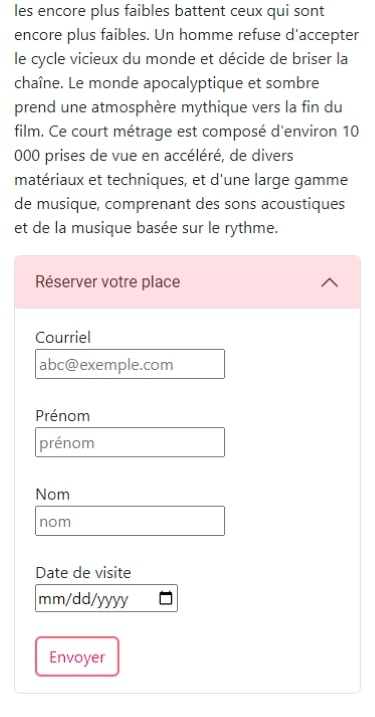 les encore plus faibles battent ceux qui sont
encore plus faibles. Un homme refuse d'accepter
le cycle vicieux du monde et décide de briser la
chaîne. Le monde apocalyptique et sombre
prend une atmosphère mythique vers la fin du
film. Ce court métrage est composé d'environ 10
000 prises de vue en accéléré, de divers
matériaux et techniques, et d'une large gamme
de musique, comprenant des sons acoustiques
et de la musique basée sur le rythme.
Réserver votre place
Courriel
abc@exemple.com
Prénom
prénom
Nom
nom
Date de visite
mm/dd/yyyy
Envoyer